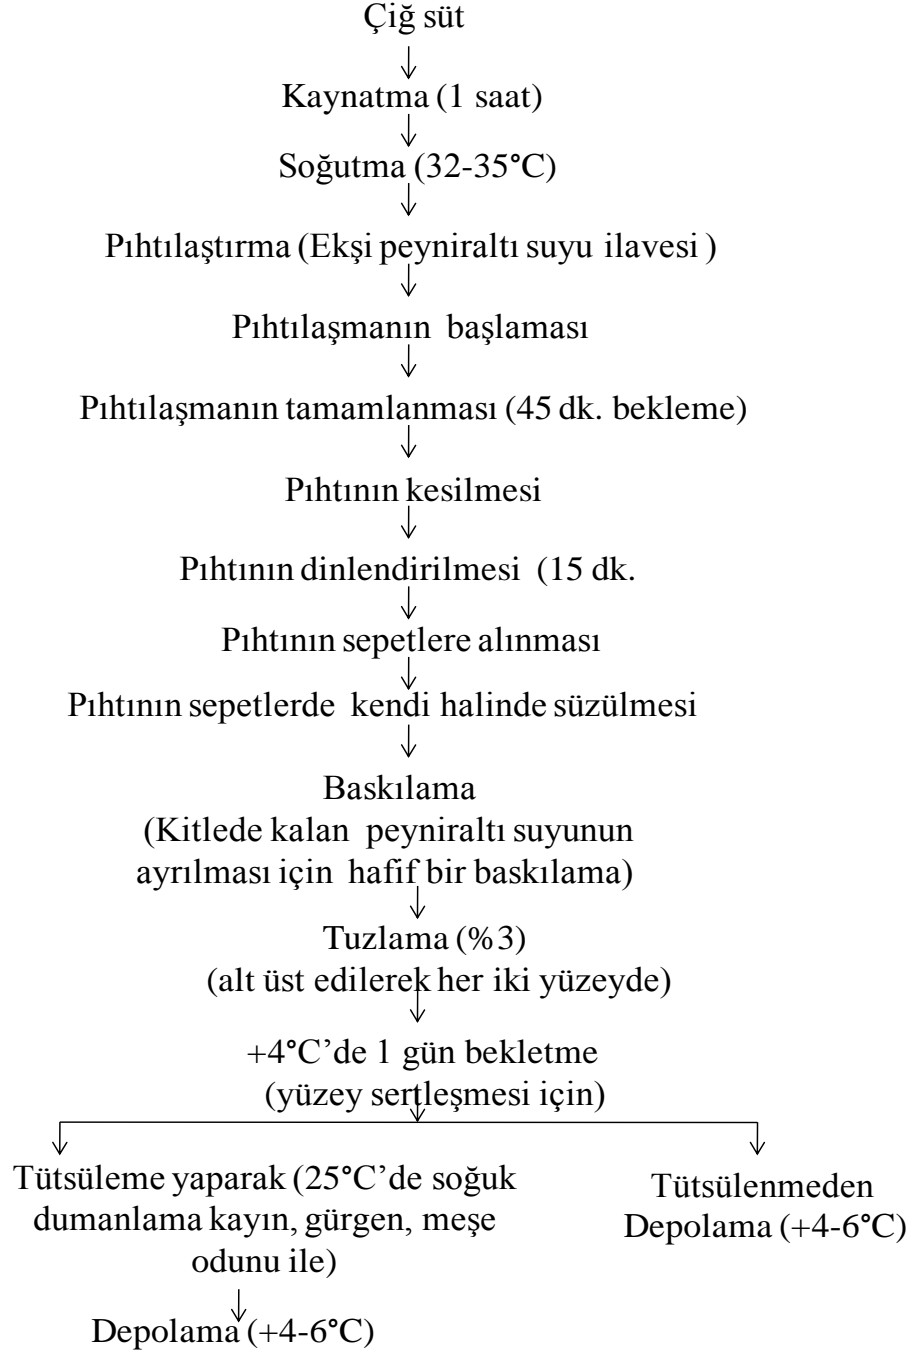 Çiğ süt
Kaynatma (1 saat)
Soğutma (32-35°C)
Pıhtılaştırma (Ekşi peyniraltı suyu ilavesi )
Pıhtılaşmanın başlaması
Pıhtılaşmanın tamamlanması (45 dk. bekleme)
Pıhtının kesilmesi
Pıhtının dinlendirilmesi (15 dk.
Pıhtının sepetlere alınması
Pıhtının sepetlerde kendi halinde süzülmesi
Baskılama
(Kitlede kalan peyniraltı suyunun
ayrılması için hafif bir baskılama)
Tuzlama (%3)
(alt üst edilerek her iki yüzeyde)
+4°C’de 1 gün bekletme
(yüzey sertleşmesi için)
Tütsüleme yaparak (25°C’de soğuk
dumanlama kayın, gürgen, meşe
odunu ile)
Depolama (+4-6°C)
Tütsülenmeden
Depolama (+4-6°C)